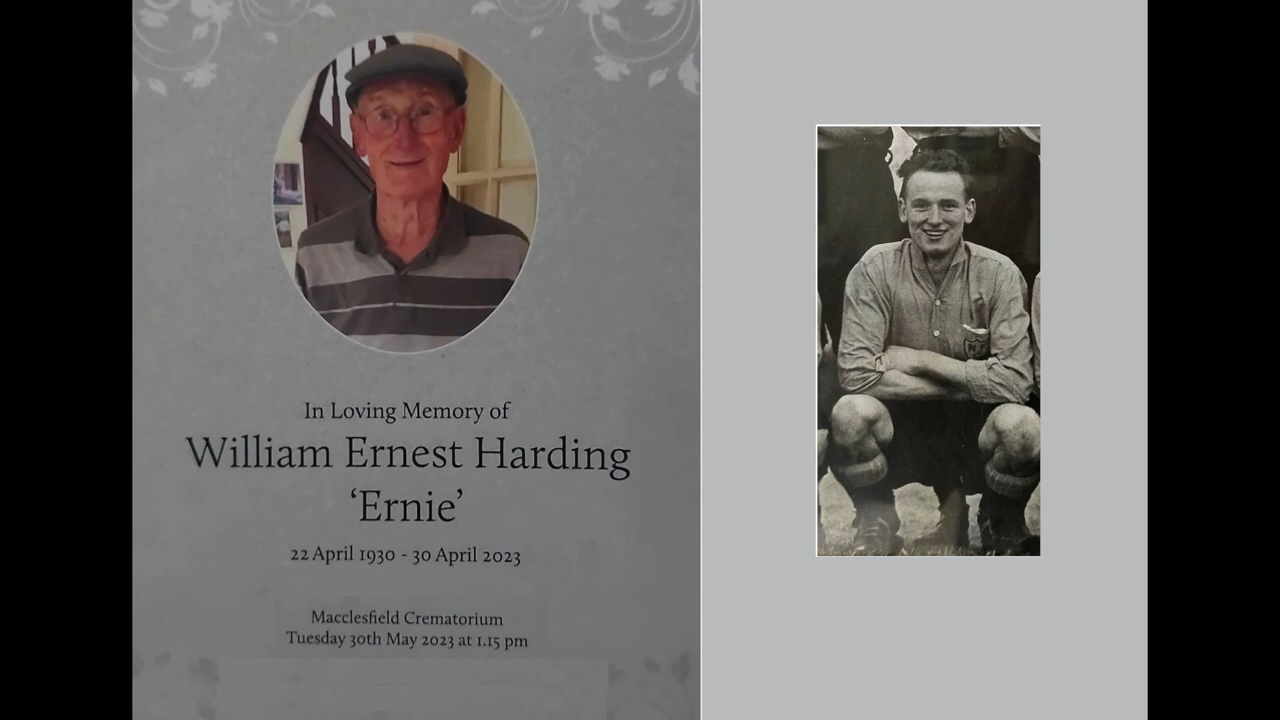 In Loving Memory of
William Ernest Harding
‘Ernie’
22 April 1930 - 30 April 2023
Macclesfield Crematorium
Tuesday 30th May 2023 at 1.15 pm